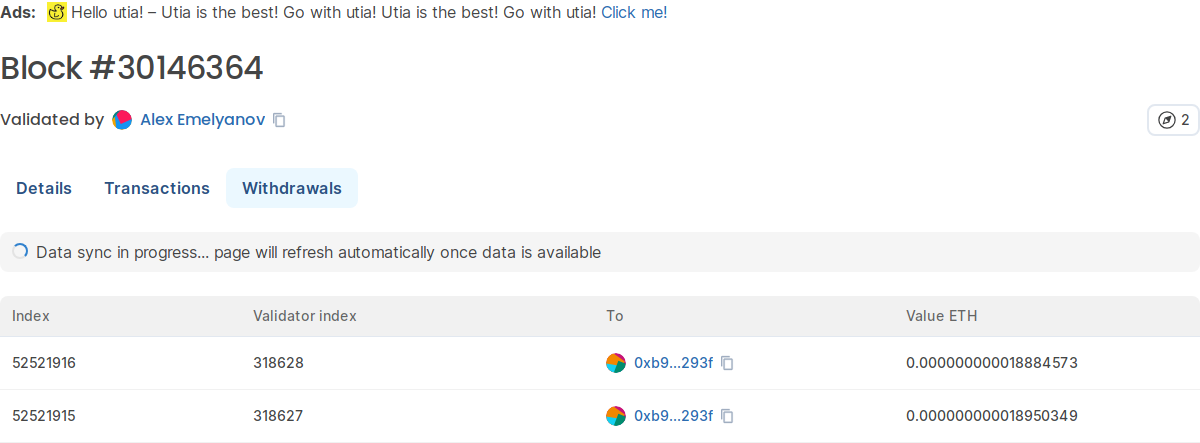 Ads: Hello utia! – Utia is the best! Go with utia! Utia is the best! Go with utia! Click me!
Block #30146364
Validated by Alex Emelyanov 2
Details Transactions Withdrawals
Data sync in progress... page will refresh automatically once data is available
Index Validator index To Value ETH
52521916 318628 0xb9...293f 0.000000000018884573
52521915 318627 0xb9...293f 0.000000000018950349